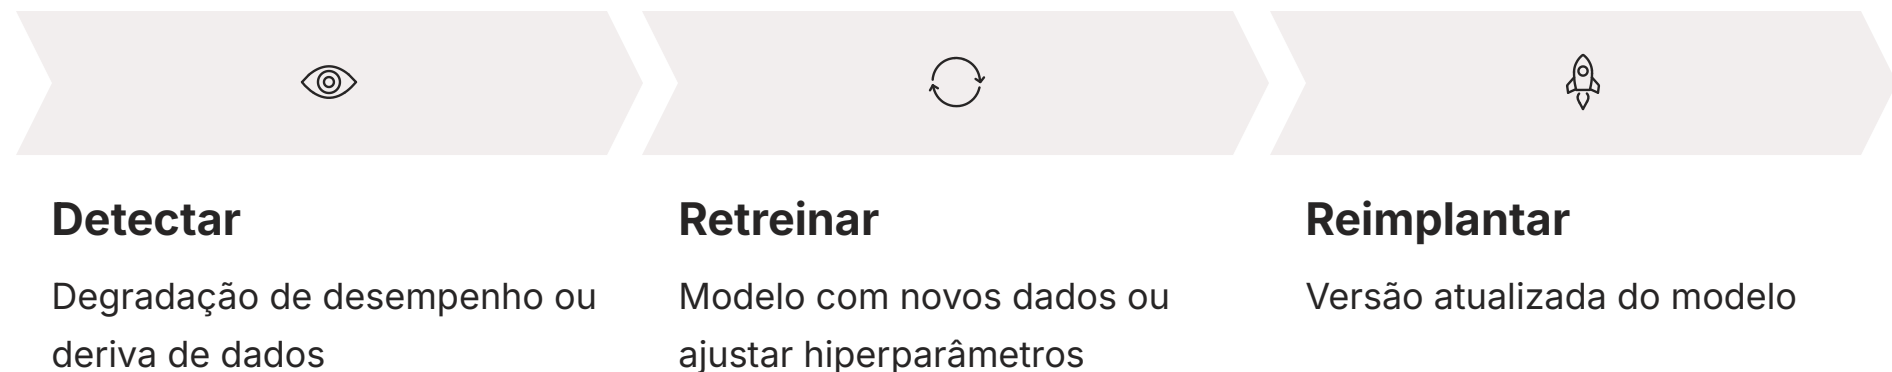 Detectar
Degradação de desempenho ou
deriva de dados
Retreinar
Modelo com novos dados ou
ajustar hiperparâmetros
Reimplantar
Versão atualizada do modelo